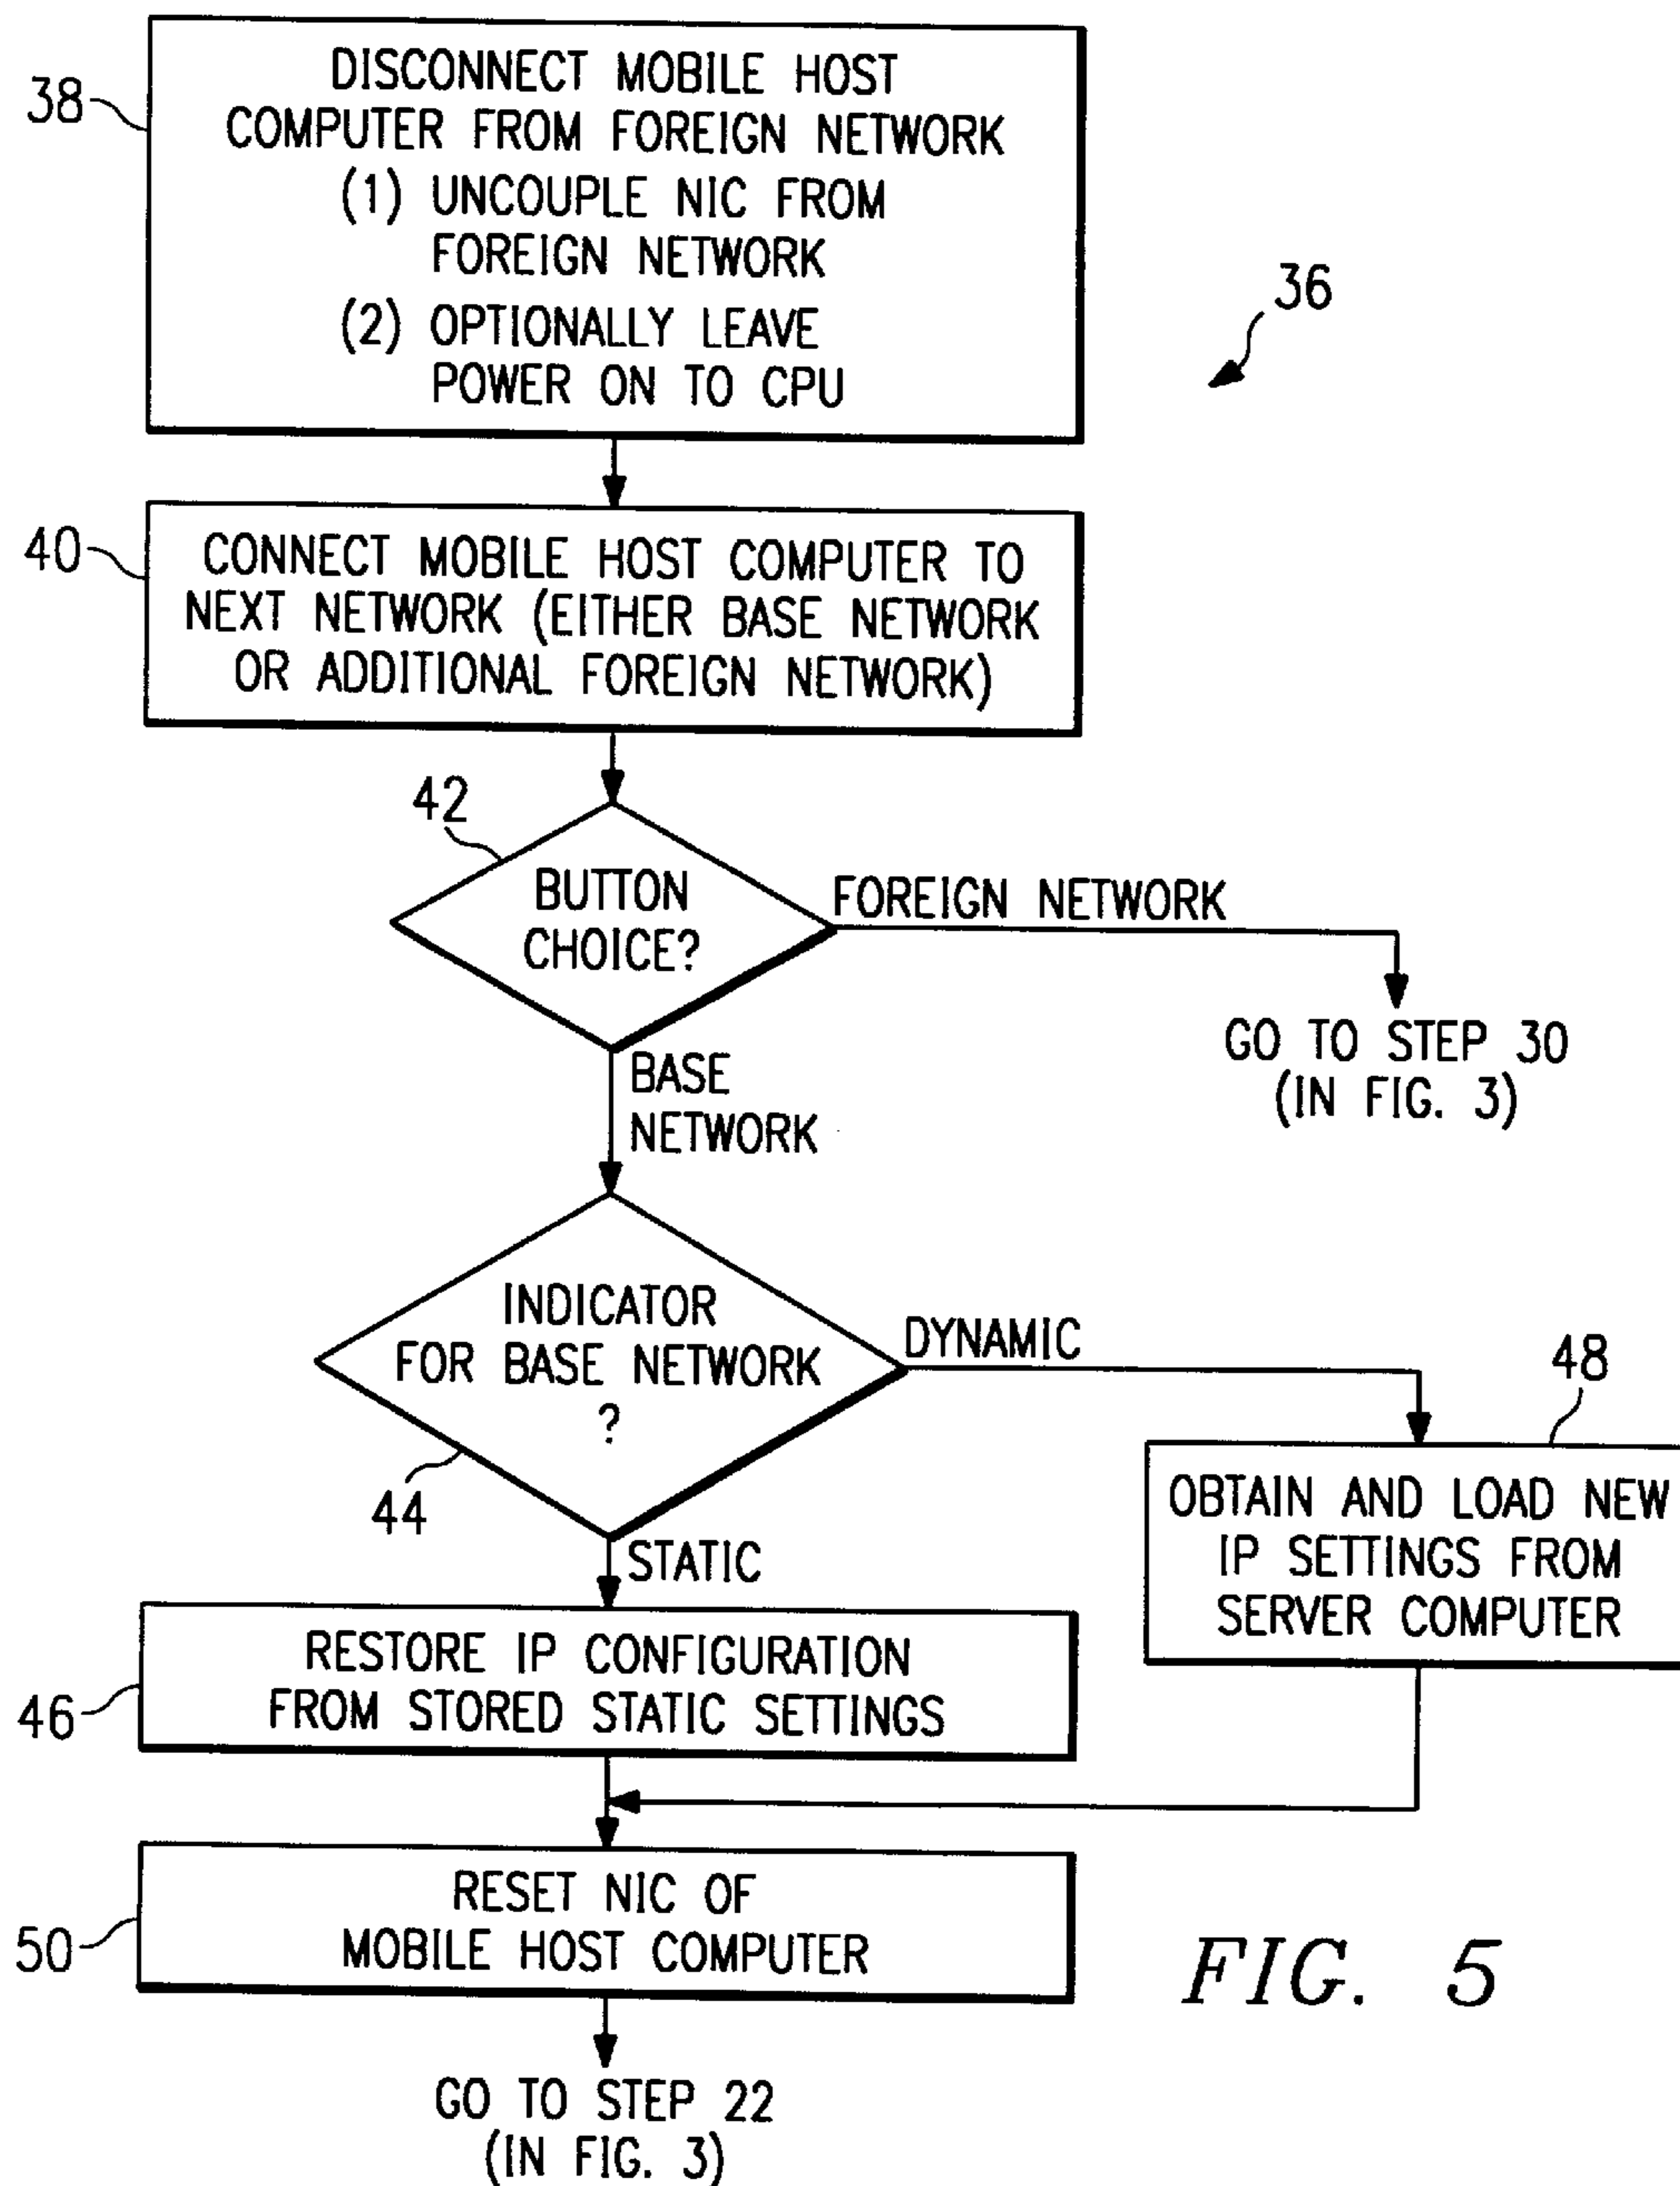 38
DISCONNECT MOBILE HOST
COMPUTER FROM FOREIGN NETWORK
(1) UNCOUPLE NIC FROM
FOREIGN NETWORK
(2) OPTIONALLY LEAVE
POWER ON TO CPU
36
40
CONNECT MOBILE HOST COMPUTER TO
NEXT NETWORK (EITHER BASE NETWORK
OR ADDITIONAL FOREIGN NETWORK)
42
BUTTON
CHOICE?
FOREIGN NETWORK
GO TO STEP 30
(IN FIG. 3)
BASE
NETWORK
INDICATOR
FOR BASE NETWORK
?
44
DYNAMIC
48
OBTAIN AND LOAD NEW
IP SETTINGS FROM
SERVER COMPUTER
STATIC
46
RESTORE IP CONFIGURATION
FROM STORED STATIC SETTINGS
50
RESET NIC OF
MOBILE HOST COMPUTER
GO TO STEP 22
(IN FIG. 3)
FIG. 5